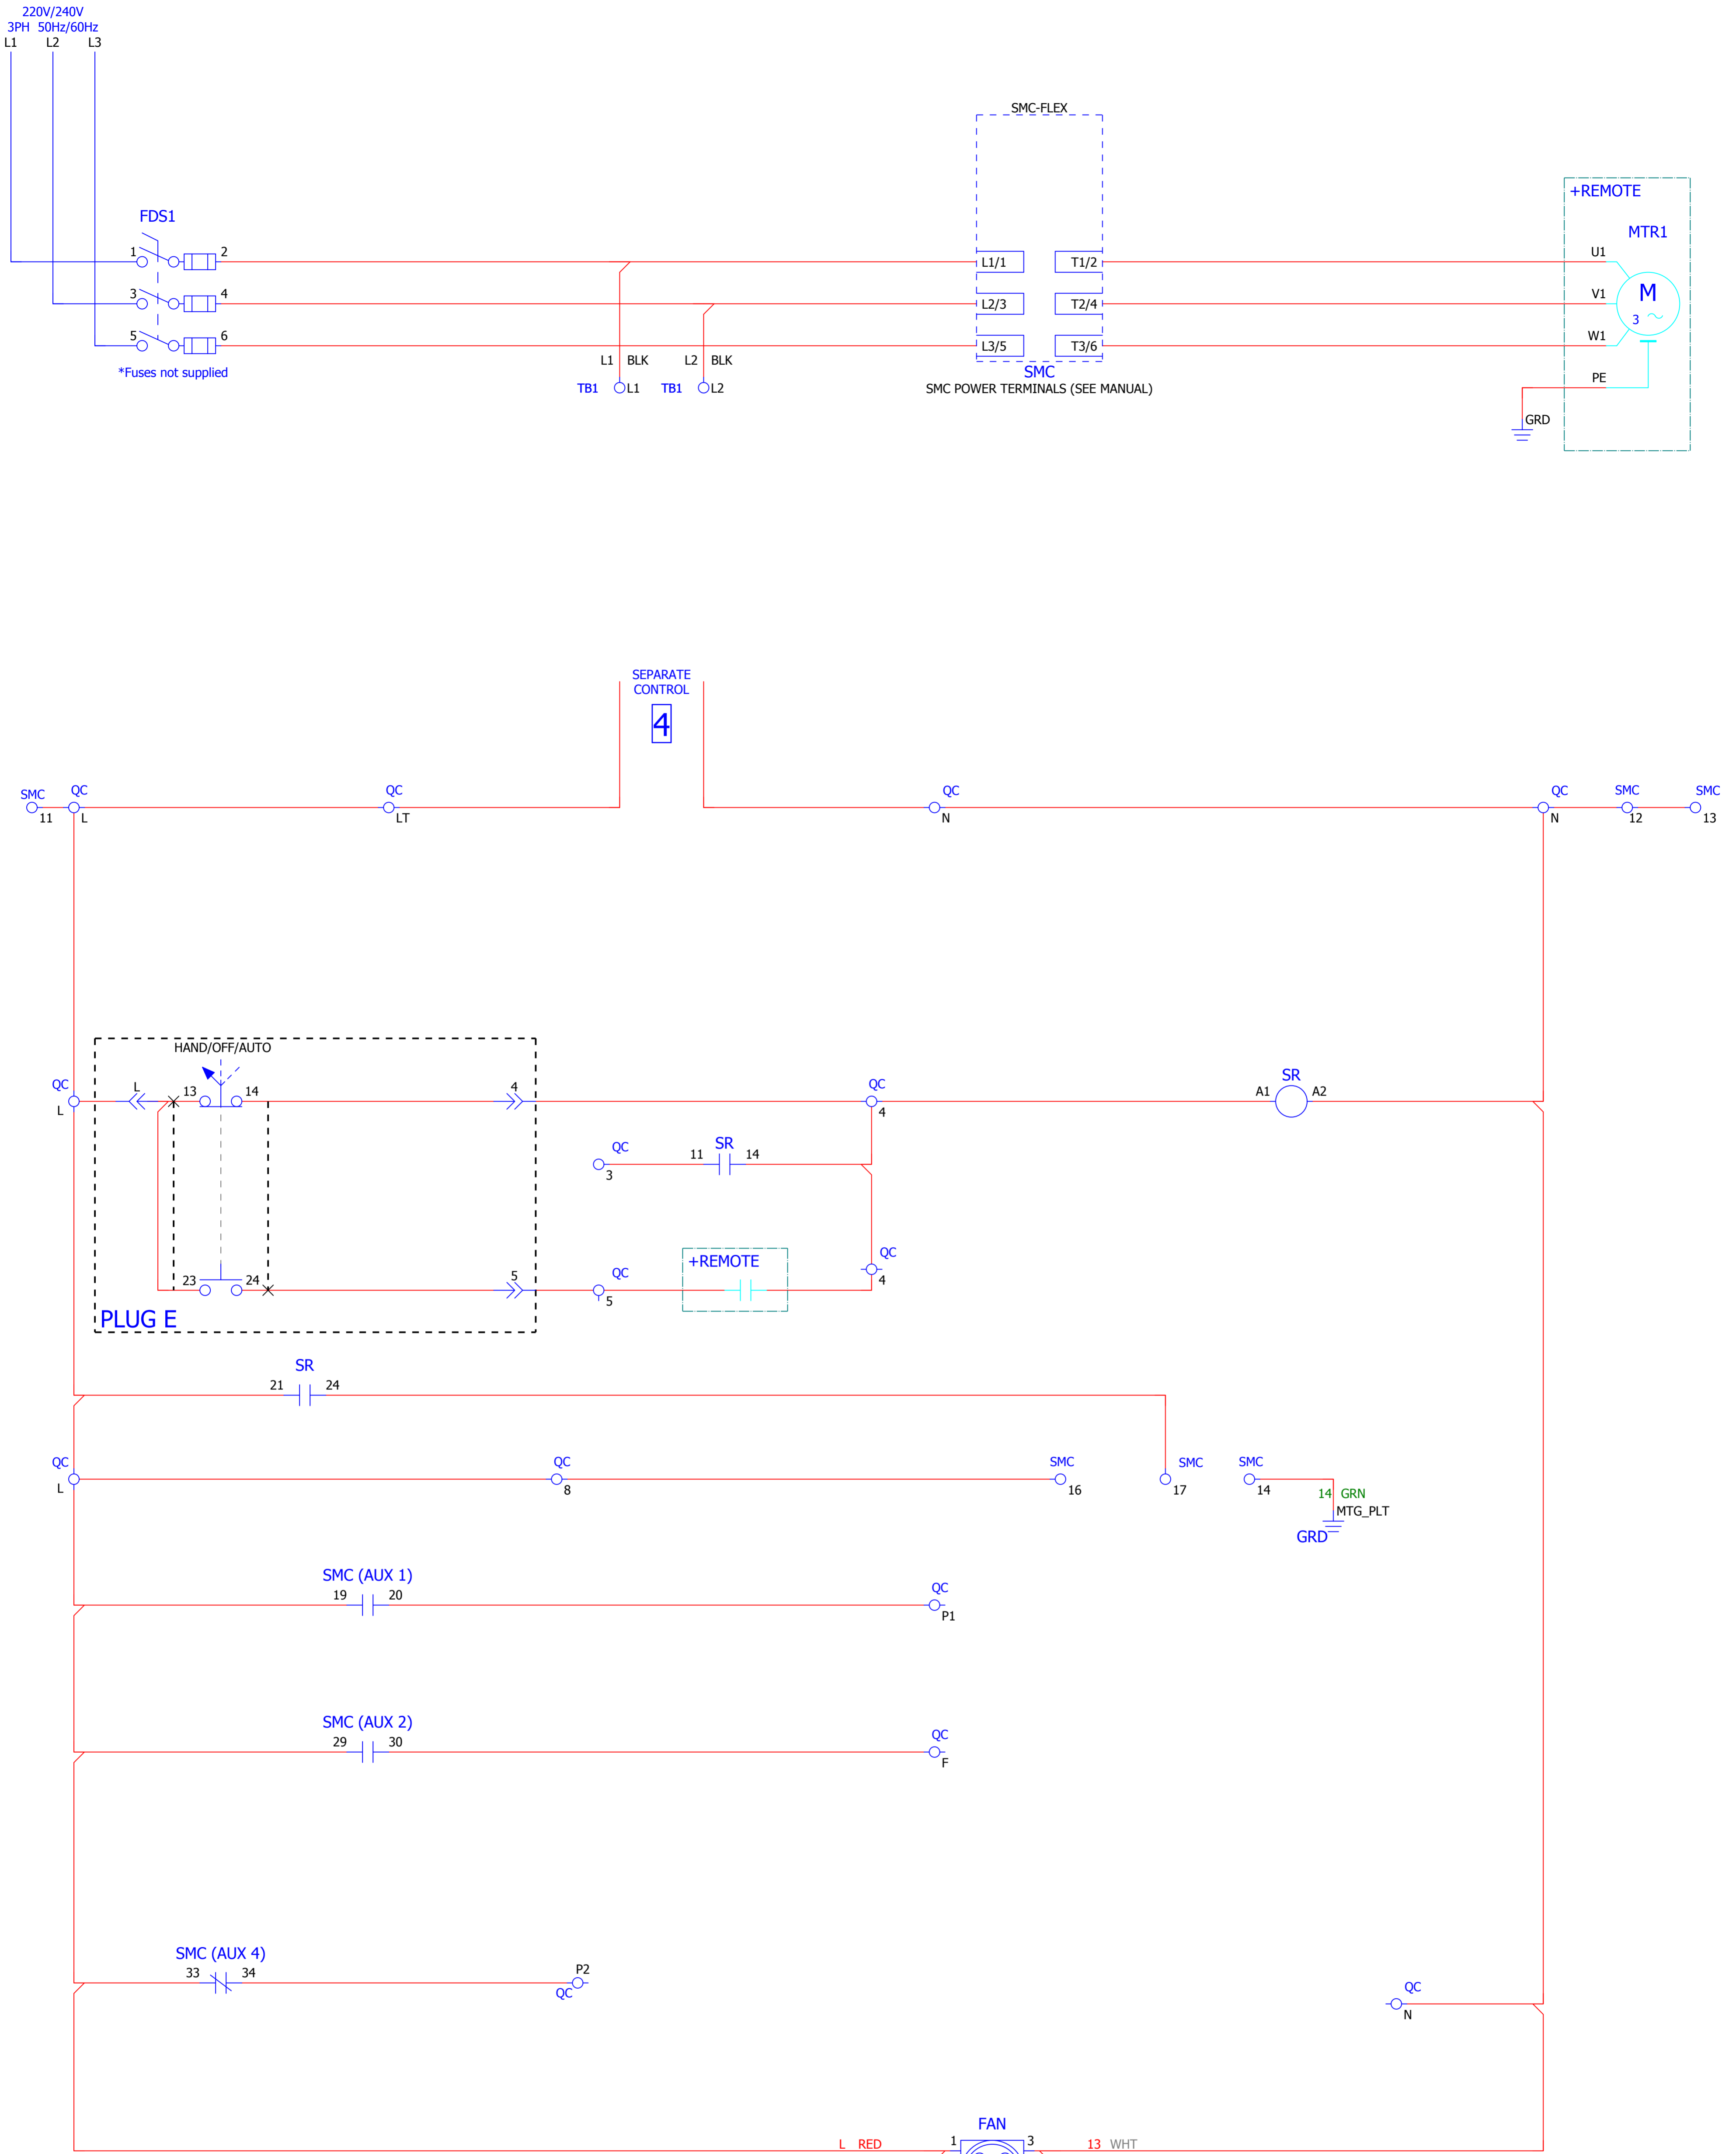 220V/240V
3PH 50Hz/60Hz
L1 L2 L3
SMC-FLEX
+REMOTE
FDS1
MTR1
1 2 L1/1 T1/2 U1
3 4 L2/3 T2/4 V1 M
3
5 6 L3/5 T3/6 W1
L1 BLK L2 BLK
*Fuses not supplied
SMC
TB1 L1 TB1 L2
SMC POWER TERMINALS (SEE MANUAL)
PE
GRD
SEPARATE
CONTROL
4
SMC QC QC QC QC SMC SMC
11 L LT N N 12 13
HAND/OFF/AUTO
QC L 13 14 4 QC A1 SR A2
L 4
QC SR
11 14
3
QC
+REMOTE
4
23 24 5 QC
5
PLUG E
SR
21 24
QC QC SMC SMC SMC
L 8 16 17 14
14 GRN
MTG_PLT
GRD
SMC (AUX 1)
19 20 QC
P1
SMC (AUX 2)
29 30 QC
F
SMC (AUX 4)
33 34 P2
QC
QC
N
FAN
L RED 1 3 13 WHT